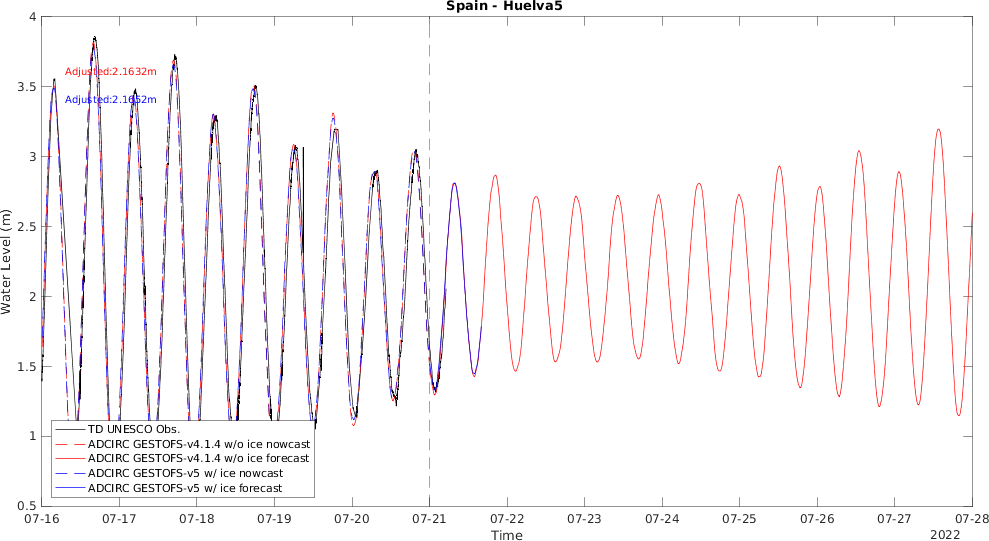 Spain - Huelva5
4
3.5
3
2.5
2
1.5
1
0.5
Water Level (m)
Adjusted:2.1632m
Adjusted:2.1652m
TD UNESCO Obs.
ADCIRC GESTOFS-v4.1.4 w/o ice nowcast
ADCIRC GESTOFS-v4.1.4 w/o ice forecast
ADCIRC GESTOFS-v5 w/ ice nowcast
ADCIRC GESTOFS-v5 w/ ice forecast
07-16 07-17 07-18 07-19 07-20 07-21 07-22 07-23 07-24 07-25 07-26 07-27 07-28
Time
2022